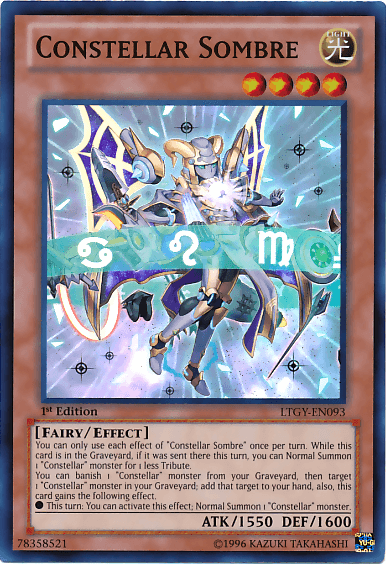 CONSTELLAR SOMBRE
LIGHT
光
1st Edition
LTGY-EN093
[FAIRY/EFFECT]
You can only use each effect of "Constellar Sombre" once per turn. While this
card is in the Graveyard, if it was sent there this turn, you can Normal Summon
1 "Constellar" monster for 1 less Tribute.
You can banish 1 "Constellar" monster from your Graveyard, then target
1 "Constellar" monster in your Graveyard; add that target to your hand, also, this
card gains the following effect.
● This turn: You can activate this effect; Normal Summon 1 "Constellar" monster.
ATK/1550 DEF/1600
78358521
©1996 KAZUKI TAKAHASHI